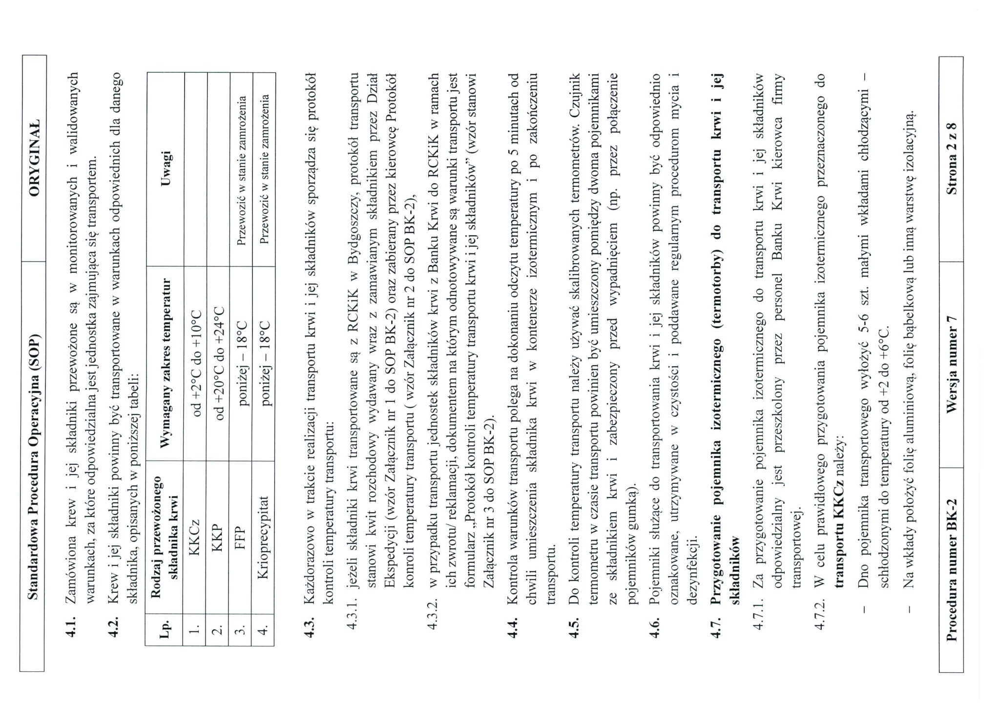 Standardowa Procedura Operacyjna (SOP) ORYGINAŁ
4.1. Zamówiona krew i jej składniki przewożone są w monitorowanych i walidowanych
warunkach, za które odpowiedzialna jest jednostka zajmująca się transportem.
4.2. Krew i jej składniki powinny być transportowane w warunkach odpowiednich dla danego
składnika, opisanych w poniższej tabeli:
Lp. Rodzaj przewożonego składnika krwi Wymagany zakres temperatur Uwagi
1. KKCz od +2°C do +10°C
2. KKP od +20°C do +24°C
3. FFP poniżej – 18°C Przewozić w stanie zamrożenia
4. Krioprecypitat poniżej – 18°C Przewozić w stanie zamrożenia
4.3. Każdorazowo w trakcie realizacji transportu krwi i jej składników sporządza się protokół
kontroli temperatury transportu:
4.3.1. jeżeli składniki krwi transportowane są z RCKiK w Bydgoszczy, protokół transportu
stanowi kwit rozchodowy wydawany wraz z zamawianym składnikiem przez Dział
Ekspedycji (wzór Załącznik nr 1 do SOP BK-2) oraz zabierany przez kierowcę Protokół
konroli temperatury transportu ( wzór Załącznik nr 2 do SOP BK-2),
4.3.2. w przypadku transportu jednostek składników krwi z Banku Krwi do RCKiK w ramach
ich zwrotu/ reklamacji, dokumentem na którym odnotowywane są warunki transportu jest
formularz „Protokół kontroli temperatury transportu krwi i jej składników” (wzór stanowi
Załącznik nr 3 do SOP BK-2).
4.4. Kontrola warunków transportu polega na dokonaniu odczytu temperatury po 5 minutach od
chwili umieszczenia składnika krwi w kontenerze izotermicznym i po zakończeniu
transportu.
4.5. Do kontroli temperatury transportu należy używać skalibrowanych termometrów. Czujnik
termometru w czasie transportu powinien być umieszczony pomiędzy dwoma pojemnikami
ze składnikiem krwi i zabezpieczony przed wypadnięciem (np. przez połączenie
pojemników gumką).
4.6. Pojemniki służące do transportowania krwi i jej składników powinny być odpowiednio
oznakowane, utrzymywane w czystości i poddawane regularnym procedurom mycia i
dezynfekcji.
4.7. Przygotowanie pojemnika izotermicznego (termotorby) do transportu krwi i jej
składników
4.7.1. Za przygotowanie pojemnika izotermicznego do transportu krwi i jej składników
odpowiedzialny jest przeszkolony przez personel Banku Krwi kierowca firmy
transportowej.
4.7.2. W celu prawidłowego przygotowania pojemnika izotermicznego przeznaczonego do
transportu KKCz należy:
– Dno pojemnika transportowego wyłożyć 5-6 szt. małymi wkładami chłodzącymi –
schłodzonymi do temperatury od +2 do +6°C.
– Na wkłady położyć folię aluminiową, folię bąbelkową lub inną warstwę izolacyjną.
Procedura numer BK-2 Wersja numer 7 Strona 2 z 8